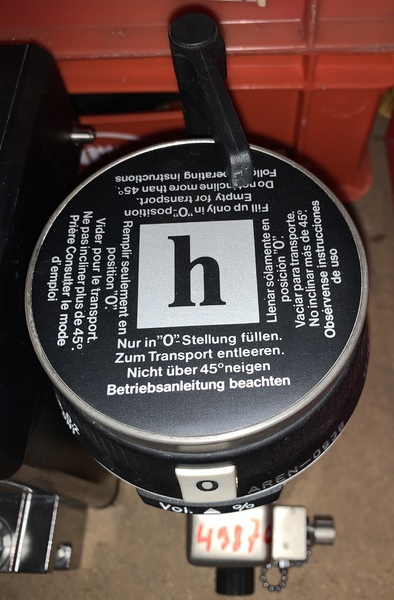 Fill up only in "O" position
Empty for transport.
Do not incline more than 45°.
operating instructions
Remplir seulement en
position "O".
Vider pour le transport.
Ne pas incliner plus de 45°
Prière Consulter le mode
d'emploi
h
Llenar sólamente en
posición "O".
Vaciar para transporte.
No inclinar más de 45°.
Obsérvense instrucciones
de uso
Nur in "O" Stellung füllen.
Zum Transport entleeren.
Nicht über 45° neigen
Betriebsanleitung beachten
O
Vol. ▲ %